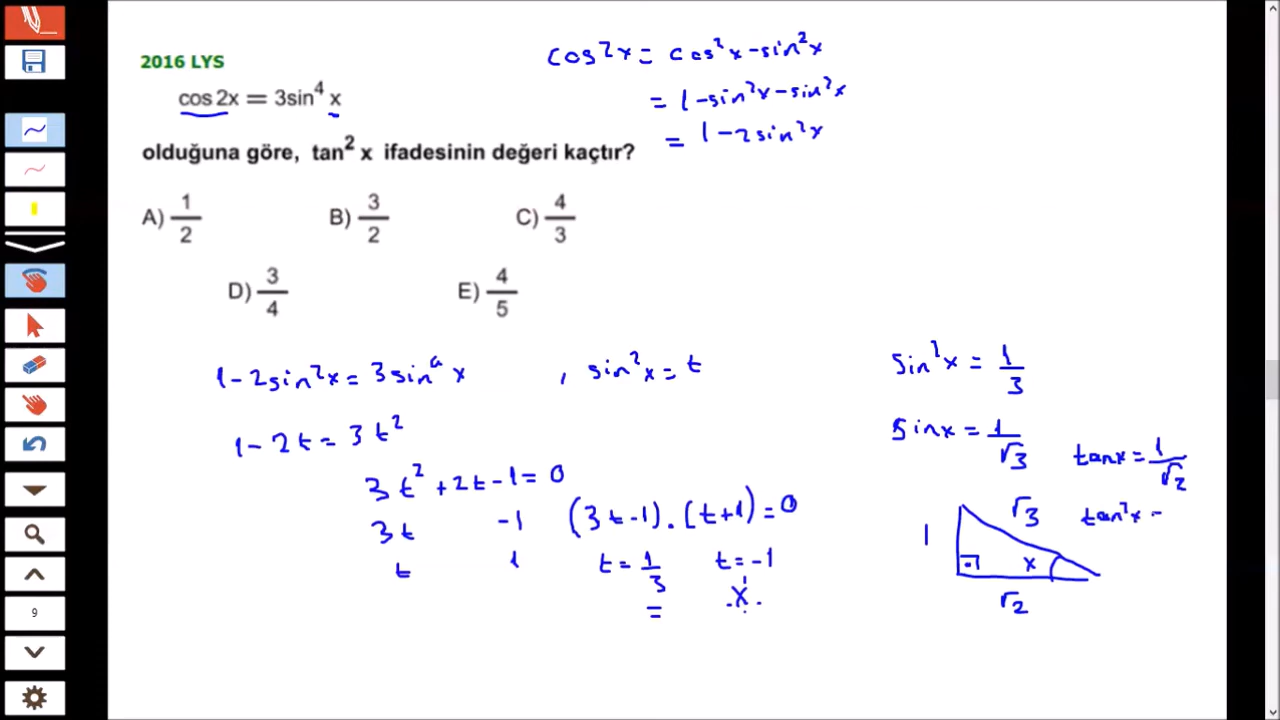 2016 LYS
cos 2x = 3sin⁴ x
olduğuna göre, tan² x ifadesinin değeri kaçtır?
A) 1/2 B) 3/2 C) 4/3
D) 3/4 E) 4/5
cos2x = cos²x - sin²x
= 1 - sin²x - sin²x
= 1 - 2sin²x
1 - 2sin²x = 3sin⁴x , sin²x = t
1 - 2t = 3t²
3t² + 2t - 1 = 0
3t -1 (3t-1).(t+1) = 0
t 1 t = 1/3 t = -1
=
X
sin²x = 1/3
sinx = 1/√3
tanx = 1/√2
tan²x =
1 √3
x
√2
9